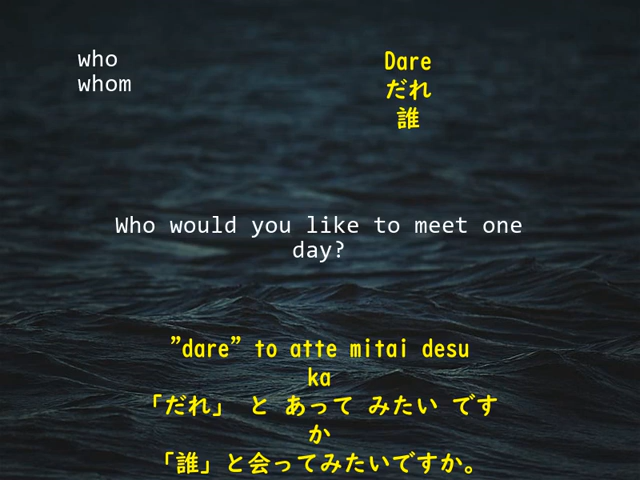 who
whom
Dare
だれ
誰
Who would you like to meet one
day?
”dare” to atte mitai desu
ka
「だれ」 と あって みたい です
か
「誰」と会ってみたいですか。